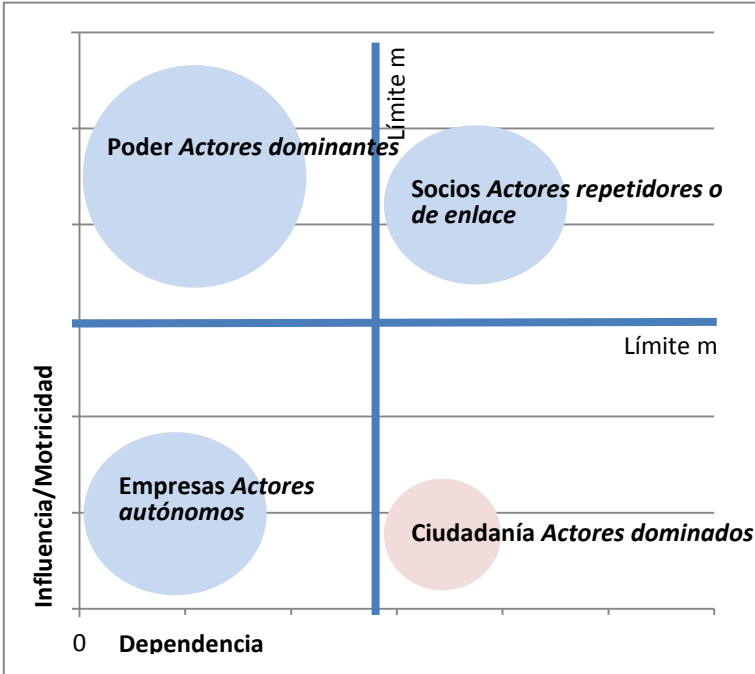 Límite m
Poder Actores dominantes
Socios Actores repetidores o
de enlace
Límite m
Influencia/Motricidad
Empresas Actores
autónomos
Ciudadanía Actores dominados
0 Dependencia